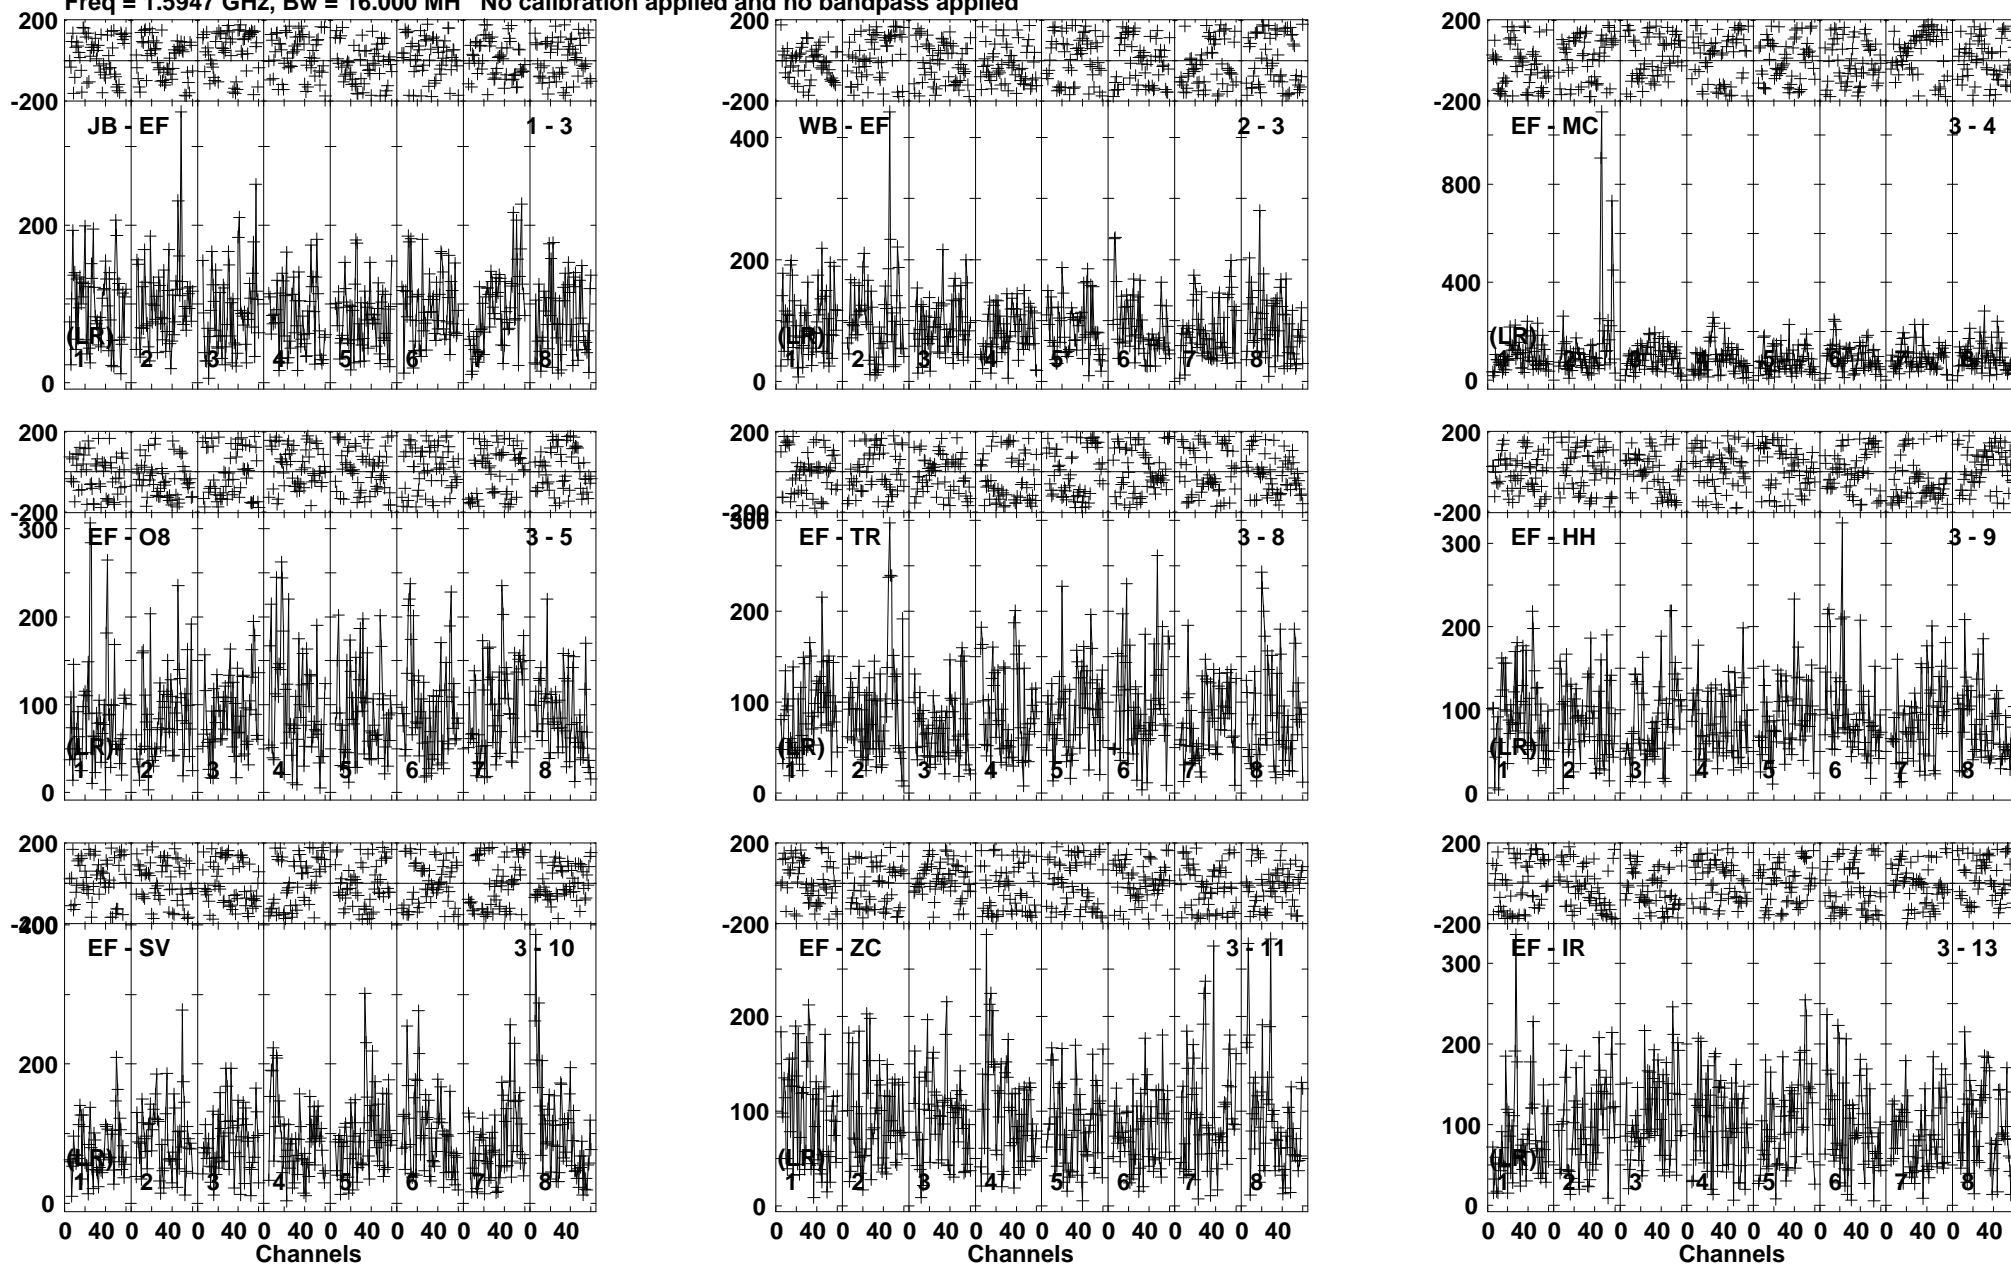 Freq = 1.5947 GHz, Bw = 16.000 MH No calibration applied and no bandpass applied
200 200 200
-200 -200 -200
JB - EF 1 - 3 WB - EF 2 - 3 EF - MC 3 - 4
400 800
200 200 400
(LR) (LR) (LR)
1 2 3 4 5 6 7 8 1 2 3 4 5 6 7 8 1 2 3 4 5 6 7 8
0 0 0
200 200 200
-200 -200 -200
300 300 300
EF - O8 3 - 5 EF - TR 3 - 8 EF - HH 3 - 9
200 200 200
100 100 100
(LR) (LR) (LR)
1 2 3 4 5 6 7 8 1 2 3 4 5 6 7 8 1 2 3 4 5 6 7 8
0 0 0
200 200 200
-200 -200 -200
400
EF - SV 3 - 10 EF - ZC 3 - 11 EF - IR 3 - 13
300
200 200 200
100 100
(LR) (LR) (LR)
1 2 3 4 5 6 7 8 1 2 3 4 5 6 7 8 1 2 3 4 5 6 7 8
0 0 0
0 40 0 40 0 40 0 40 0 40 0 40 0 40 0 40 0 40 0 40 0 40 0 40 0 40 0 40 0 40 0 40 0 40 0 40 0 40 0 40 0 40 0 40 0 40 0 40
Channels Channels Channels